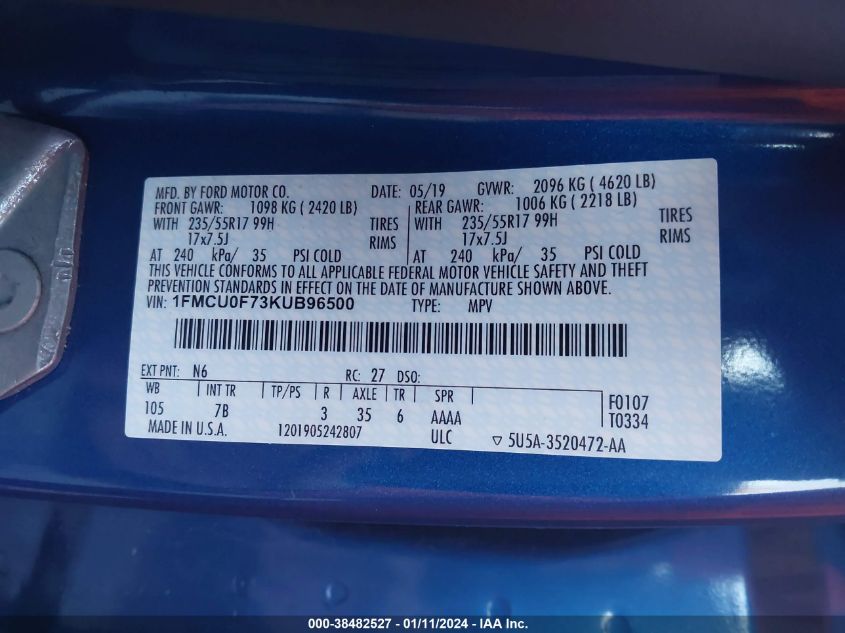 MFD. BY FORD MOTOR CO. DATE: 05/19 GVWR: 2096 KG ( 4620 LB)
FRONT GAWR: 1098 KG ( 2420 LB) REAR GAWR: 1006 KG ( 2218 LB)
WITH 235/55R17 99H TIRES WITH 235/55R17 99H TIRES
17x7.5J RIMS 17x7.5J RIMS
AT 240 kPa/ 35 PSI COLD AT 240 kPa/ 35 PSI COLD
THIS VEHICLE CONFORMS TO ALL APPLICABLE FEDERAL MOTOR VEHICLE SAFETY AND THEFT
PREVENTION STANDARDS IN EFFECT ON THE DATE OF MANUFACTURE SHOWN ABOVE.
VIN: 1FMCU0F73KUB96500 TYPE: MPV
EXT PNT: N6 RC: 27 DSO:
WB INT TR TP/PS R AXLE TR SPR F0107
105 7B 3 35 6 AAAA T0334
MADE IN U.S.A. 1201905242807 ULC ▽ 5U5A-3520472-AA
000-38482527 - 01/11/2024 - IAA Inc.